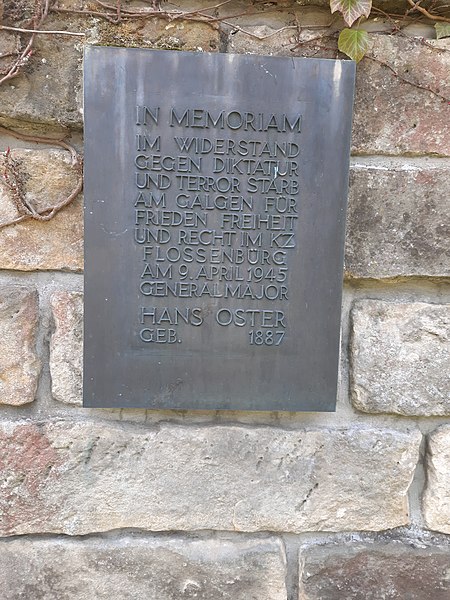 IN MEMORIAM
IM WIDERSTAND
GEGEN DIKTATUR
UND TERROR STARB
AM GALGEN FÜR
FRIEDEN FREIHEIT
UND RECHT IM KZ
FLOSSENBURG
AM 9. APRIL 1945
GENERALMAJOR
HANS OSTER
GEB. 1887